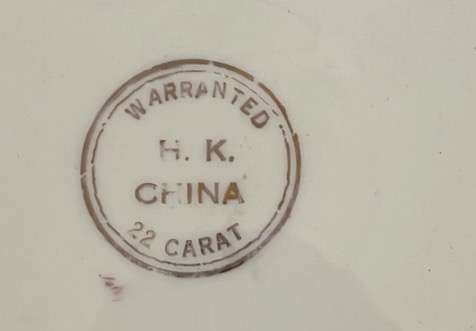 WARRANTED
H. K.
CHINA
22 CARAT